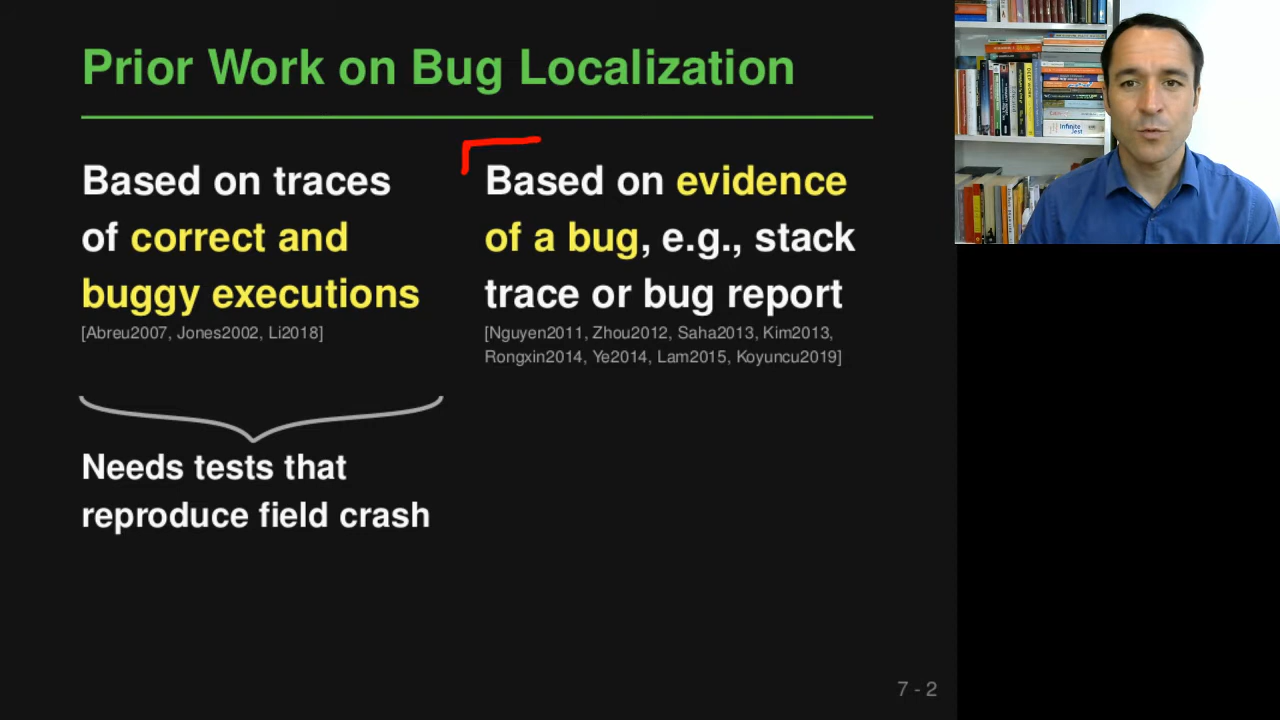 Prior Work on Bug Localization
Based on traces
of correct and
buggy executions
[Abreu2007, Jones2002, Li2018]
Based on evidence
of a bug, e.g., stack
trace or bug report
[Nguyen2011, Zhou2012, Saha2013, Kim2013,
Rongxin2014, Ye2014, Lam2015, Koyuncu2019]
Needs tests that
reproduce field crash
7 - 2
Infinite
Jest